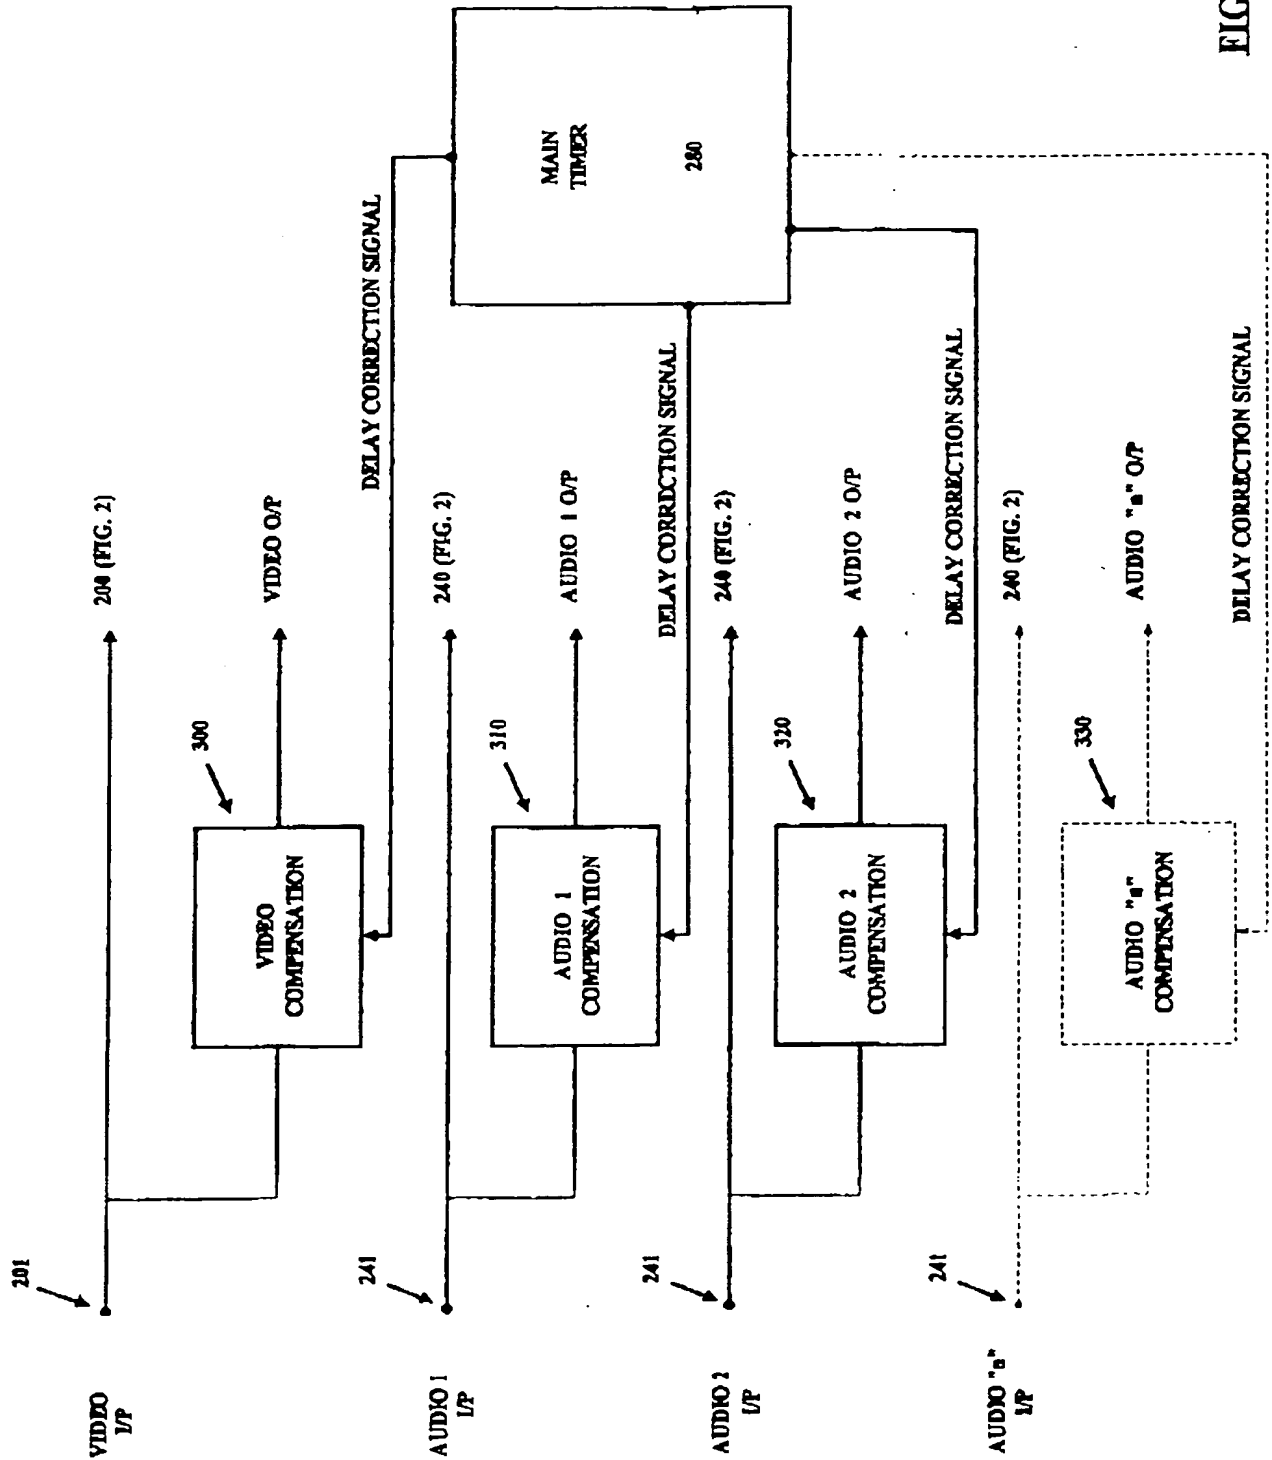 VIDEO
I/P
201
200 (FIG. 2)
300
VIDEO
COMPENSATION
VIDEO O/P
DELAY CORRECTION SIGNAL
AUDIO 1
I/P
241
240 (FIG. 2)
310
AUDIO 1
COMPENSATION
AUDIO 1 O/P
DELAY CORRECTION SIGNAL
MAIN
TIMER
280
AUDIO 2
I/P
241
240 (FIG. 2)
320
AUDIO 2
COMPENSATION
AUDIO 2 O/P
DELAY CORRECTION SIGNAL
AUDIO "n"
I/P
241
240 (FIG. 2)
330
AUDIO "n"
COMPENSATION
AUDIO "n" O/P
DELAY CORRECTION SIGNAL
FIG